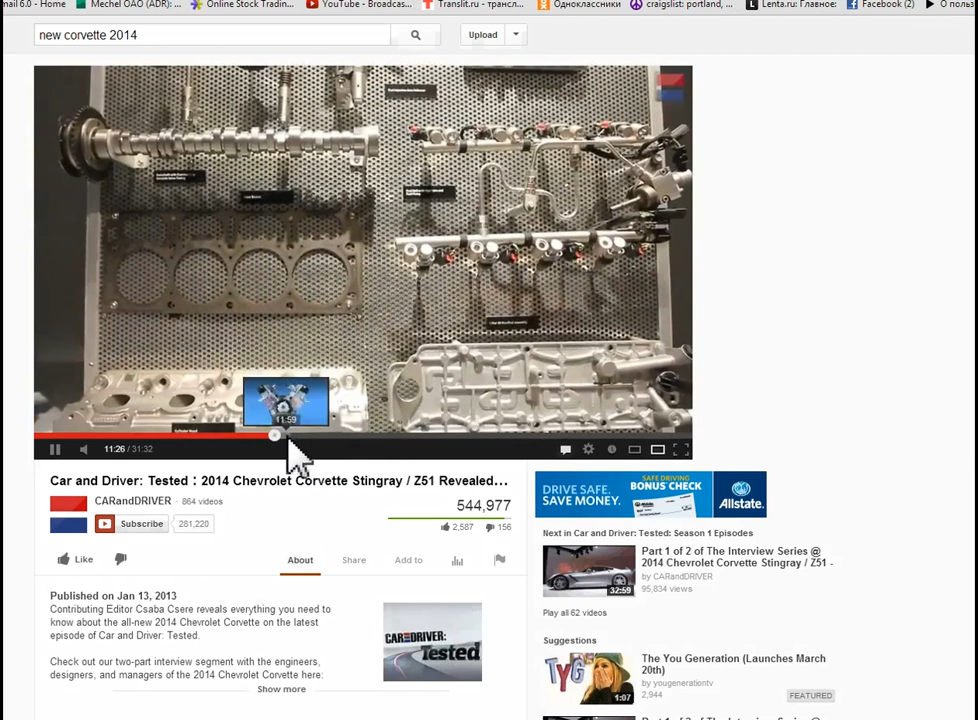 mail 6.0 - Home
Mechel OAO (ADR): ...
Online Stock Tradin...
YouTube - Broadcas...
Translit.ru - трансл...
Одноклассники
craigslist: portland, ...
Lenta.ru: Главное:
Facebook (2)
О польз
new corvette 2014
Upload
11:59
11:26 / 31:32
Car and Driver: Tested : 2014 Chevrolet Corvette Stingray / Z51 Revealed...
CARandDRIVER · 864 videos
Subscribe 281,220
544,977
2,587 156
Like
About Share Add to
Published on Jan 13, 2013
Contributing Editor Csaba Csere reveals everything you need to
know about the all-new 2014 Chevrolet Corvette on the latest
episode of Car and Driver: Tested.
Check out our two-part interview segment with the engineers,
designers, and managers of the 2014 Chevrolet Corvette here:
Show more
CAR AND DRIVER:
Tested
DRIVE SAFE.
SAVE MONEY.
SAFE DRIVING
BONUS CHECK
Allstate.
Next in Car and Driver: Tested: Season 1 Episodes
Part 1 of 2 of The Interview Series @
2014 Chevrolet Corvette Stingray / Z51 -
by CARandDRIVER
95,834 views
32:59
Play all 62 videos
Suggestions
The You Generation (Launches March
20th)
by yougenerationtv
2,944
FEATURED
TYG
1:07